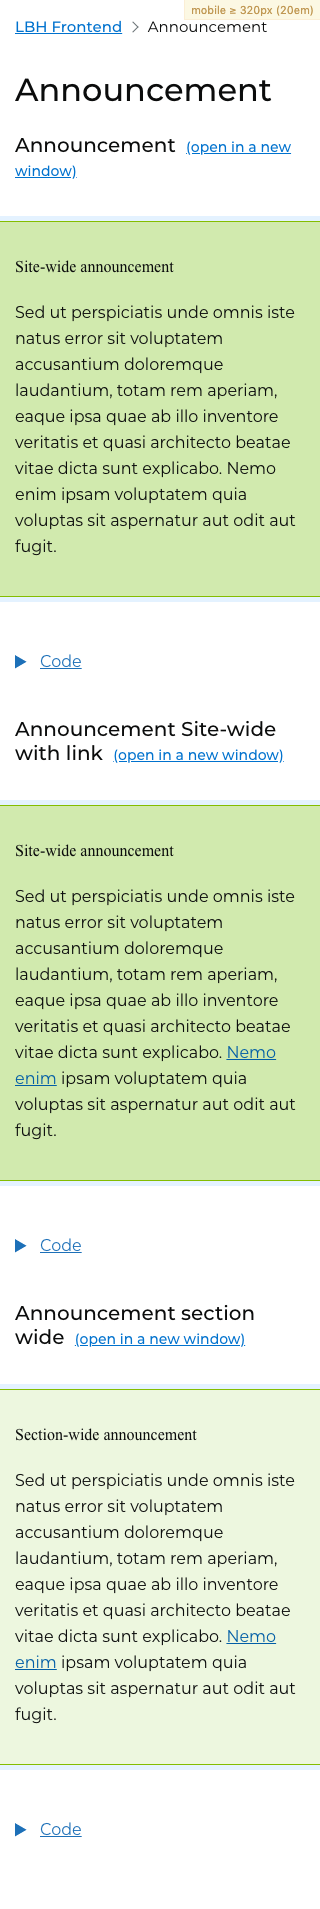 mobile ≥ 320px (20em)
LBH Frontend > Announcement
Announcement
Announcement (open in a new
window)
Site-wide announcement
Sed ut perspiciatis unde omnis iste
natus error sit voluptatem
accusantium doloremque
laudantium, totam rem aperiam,
eaque ipsa quae ab illo inventore
veritatis et quasi architecto beatae
vitae dicta sunt explicabo. Nemo
enim ipsam voluptatem quia
voluptas sit aspernatur aut odit aut
fugit.
Code
Announcement Site-wide
with link (open in a new window)
Site-wide announcement
Sed ut perspiciatis unde omnis iste
natus error sit voluptatem
accusantium doloremque
laudantium, totam rem aperiam,
eaque ipsa quae ab illo inventore
veritatis et quasi architecto beatae
vitae dicta sunt explicabo. Nemo
enim ipsam voluptatem quia
voluptas sit aspernatur aut odit aut
fugit.
Code
Announcement section
wide (open in a new window)
Section-wide announcement
Sed ut perspiciatis unde omnis iste
natus error sit voluptatem
accusantium doloremque
laudantium, totam rem aperiam,
eaque ipsa quae ab illo inventore
veritatis et quasi architecto beatae
vitae dicta sunt explicabo. Nemo
enim ipsam voluptatem quia
voluptas sit aspernatur aut odit aut
fugit.
Code